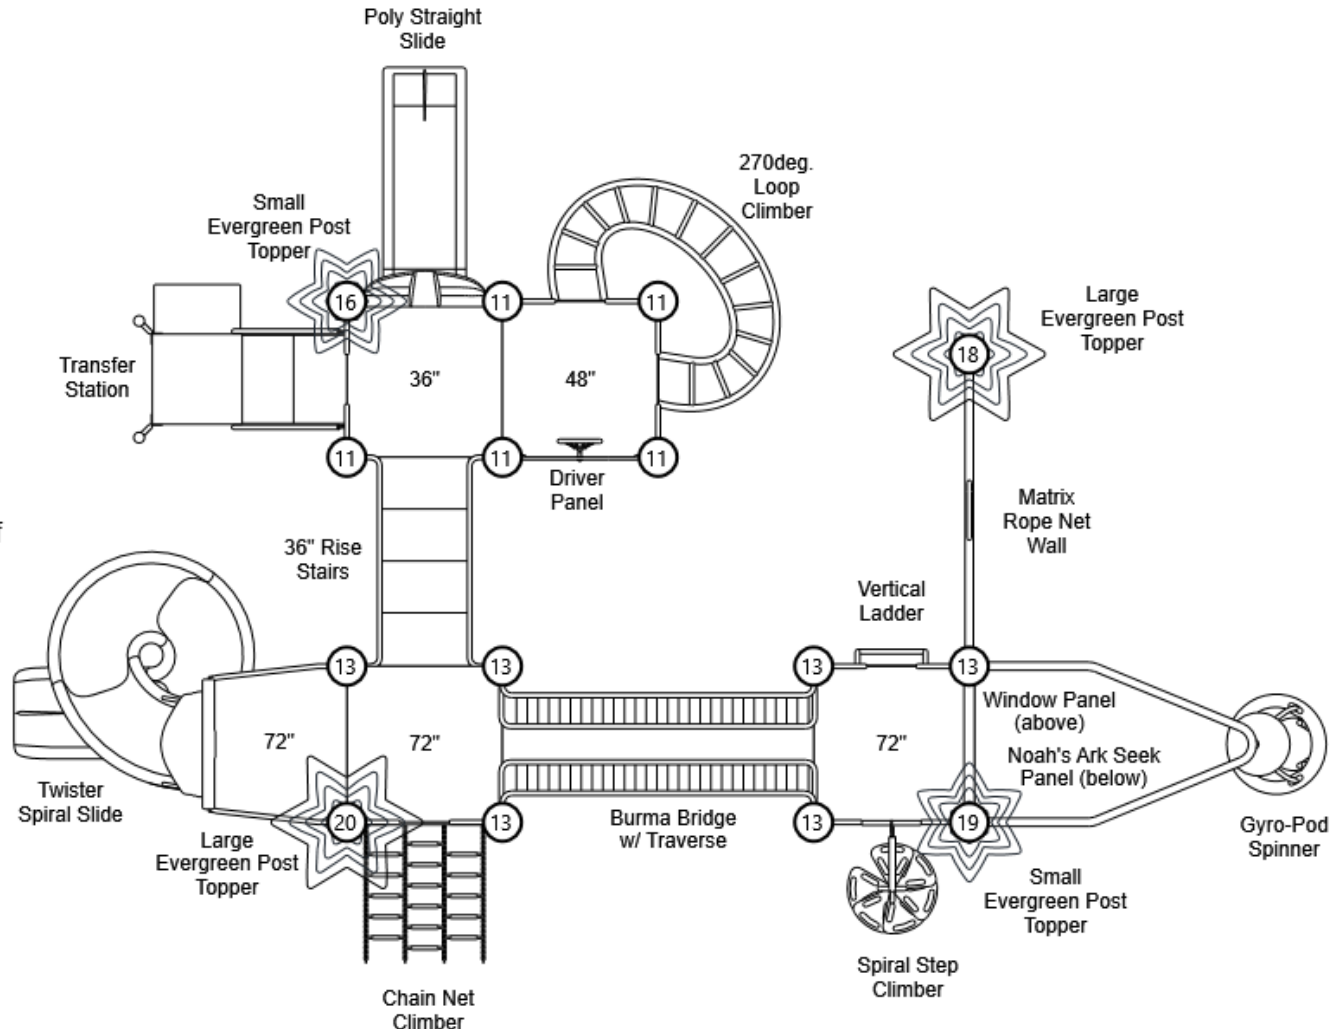 Poly Straight
Slide
270deg.
Loop
Climber
Small
Evergreen Post
Topper
16
11
11
Large
Evergreen Post
Topper
18
Transfer
Station
36"
48"
11
11
11
Driver
Panel
Matrix
Rope Net
Wall
36" Rise
Stairs
Vertical
Ladder
13
13
13
13
Window Panel
(above)
72"
72"
72"
Noah's Ark Seek
Panel (below)
Twister
Spiral Slide
20
13
Burma Bridge
w/ Traverse
13
19
Gyro-Pod
Spinner
Large
Evergreen Post
Topper
Small
Evergreen Post
Topper
Spiral Step
Climber
Chain Net
Climber